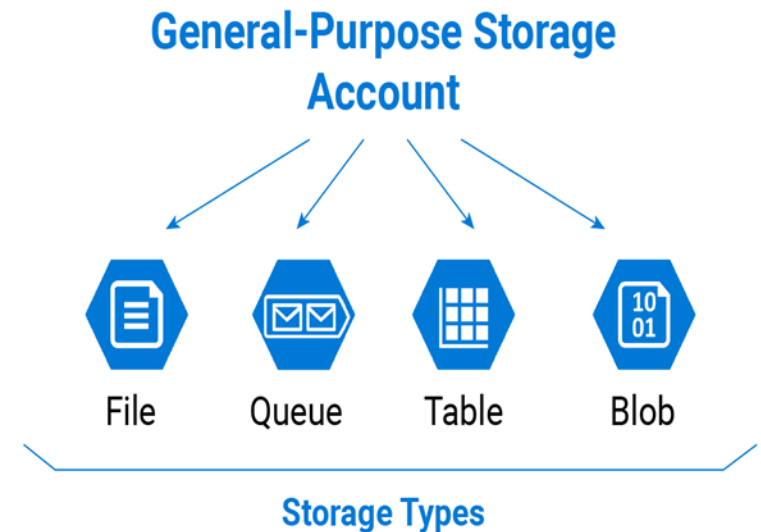 General-Purpose Storage
Account
10
01
File
Queue
Table
Blob
Storage Types